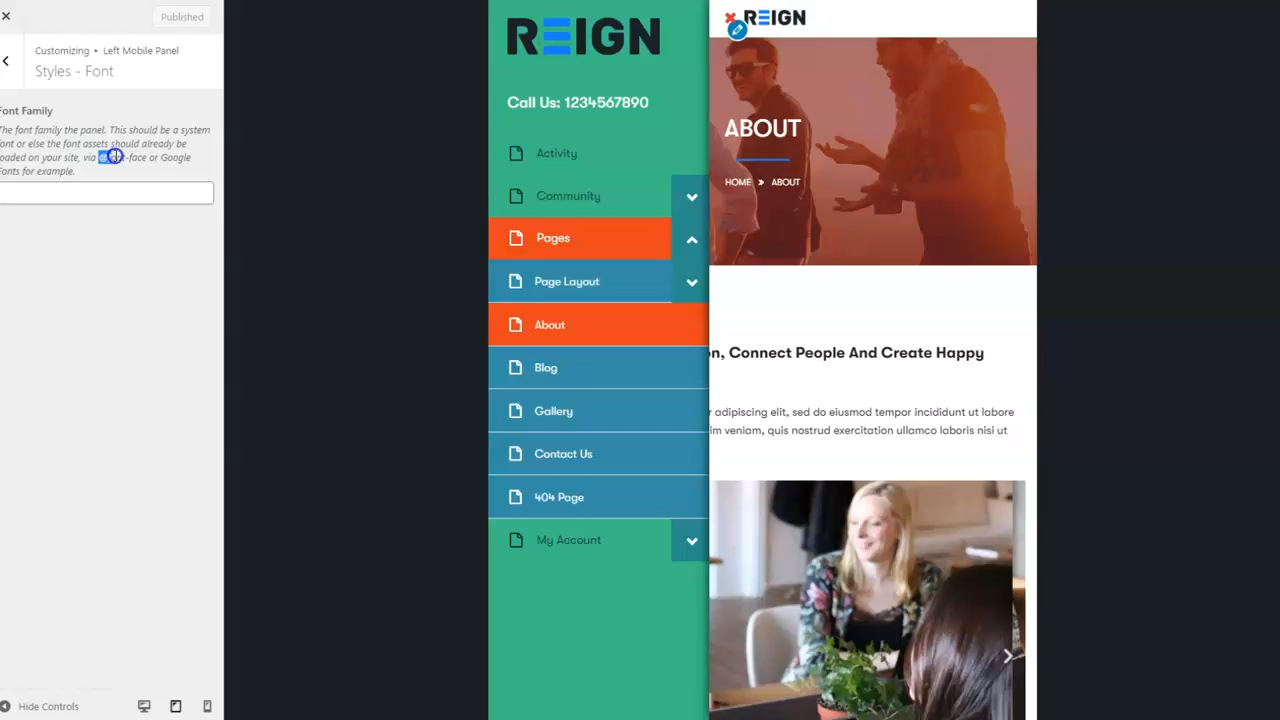 Published
Customizing • Left Mobile Panel
Styles - Font
Font Family
The font family the panel. This should be a system
font or else the font assets should already be
loaded on your site, via -face or Google
Fonts for example.
Hide Controls
REIGN
Call Us: 1234567890
Activity
Community
Pages
Page Layout
About
Blog
Gallery
Contact Us
404 Page
My Account
REIGN
ABOUT
HOME » ABOUT
n, Connect People And Create Happy
r adipiscing elit, sed do eiusmod tempor incididunt ut labore
im veniam, quis nostrud exercitation ullamco laboris nisi ut